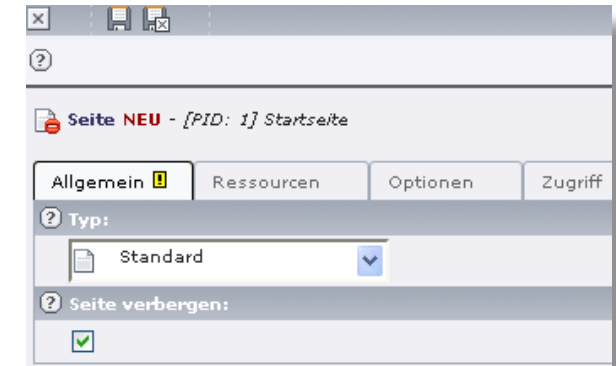 Seite NEU - [PID: 1] Startseite
Allgemein Ressourcen Optionen Zugriff
Typ:
Standard
Seite verbergen: